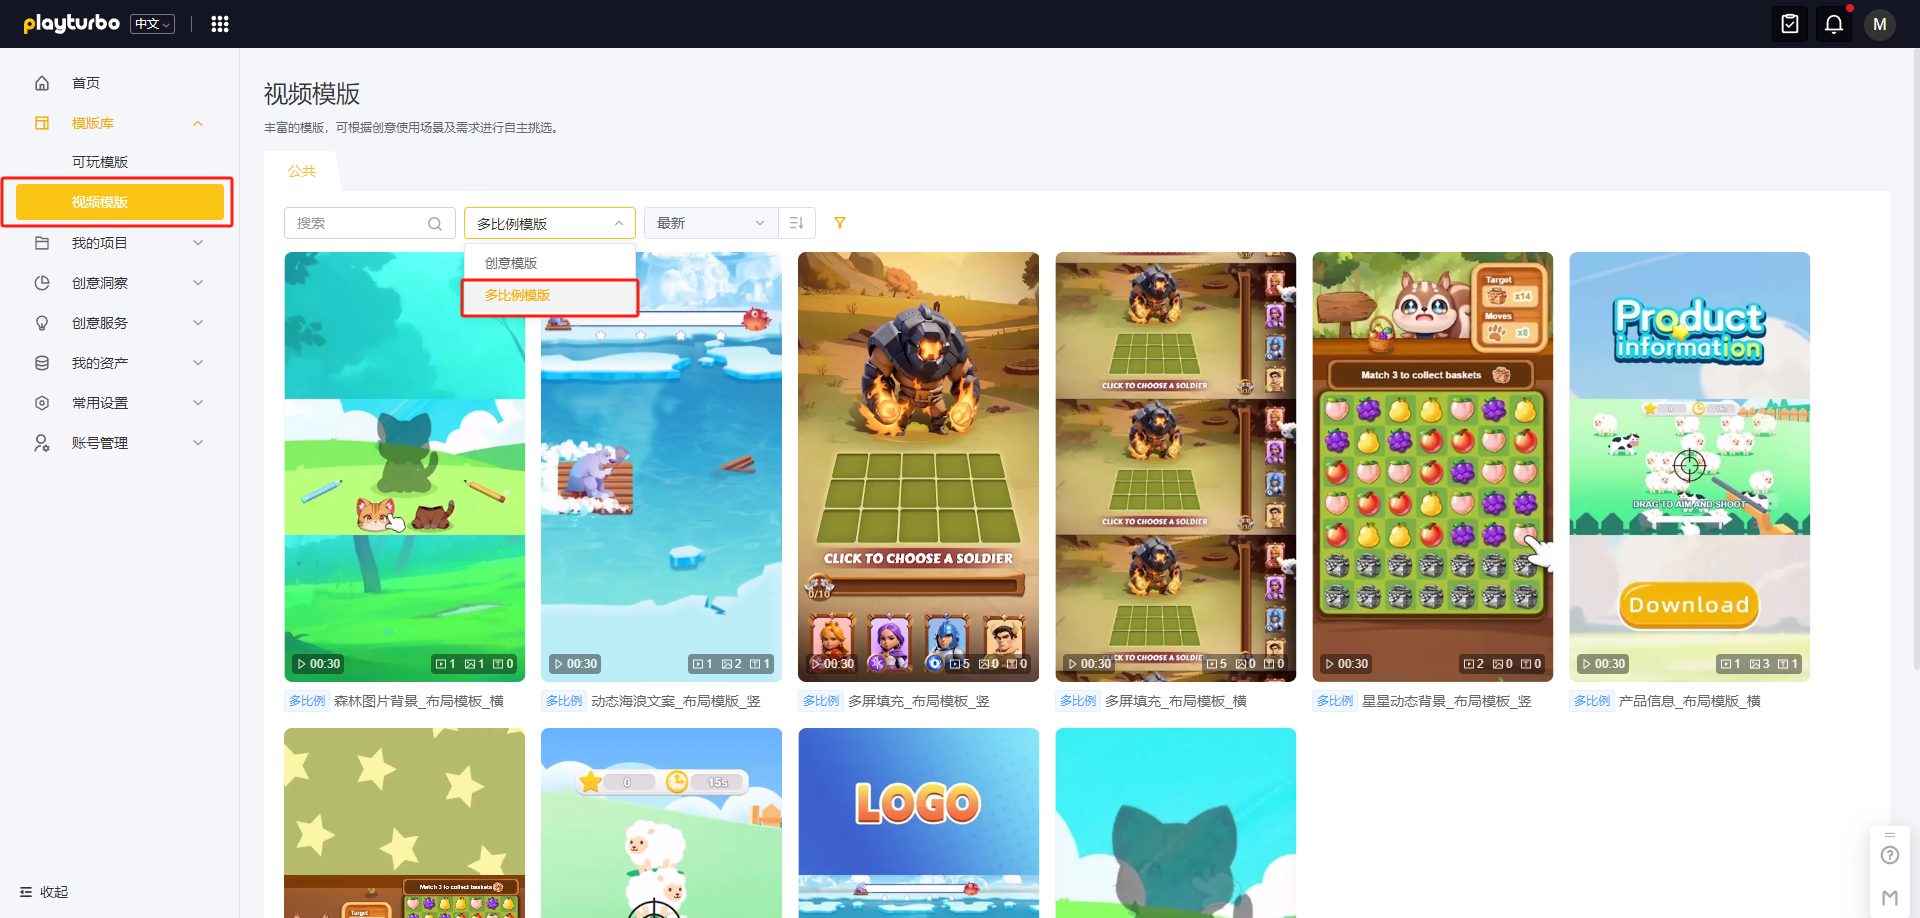 playturbo 中文
M
首页
模版库
可玩模版
视频模版
我的项目
创意洞察
创意服务
我的资产
常用设置
账号管理
收起
视频模版
丰富的模版，可根据创意使用场景及需求进行自主挑选。
公共
搜索 多比例模版 最新
创意模版
多比例模版
00:30 1 1 0
多比例 森林图片背景_布局模板_横
00:30 1 2 1
多比例 动态海浪文案_布局模版_竖
CLICK TO CHOOSE A SOLDIER
0/10
00:30 5 0 0
多比例 多屏填充_布局模板_竖
CLICK TO CHOOSE A SOLDIER
CLICK TO CHOOSE A SOLDIER
CK TO CHOOSE A SOLDIER
00:30 5 0 0
多比例 多屏填充_布局模板_横
Target
x14
Moves
x8
Match 3 to collect baskets
00:30 2 0 0
多比例 星星动态背景_布局模板_竖
Product
information
0 15s
DRAG TO AIM AND SHOOT
Download
00:30 1 3 1
多比例 产品信息_布局模版_横
Match 3 to collect baskets
Target
0 15s
LOGO